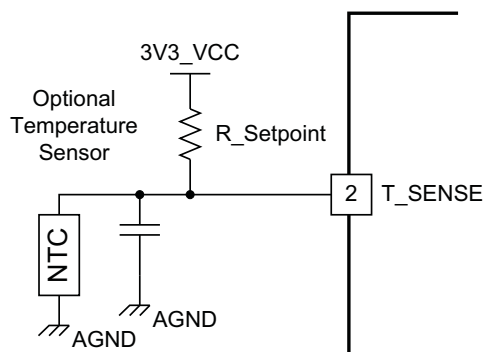 3V3_VCC
Optional
Temperature
Sensor
R_Setpoint
2
T_SENSE
NTC
AGND
AGND